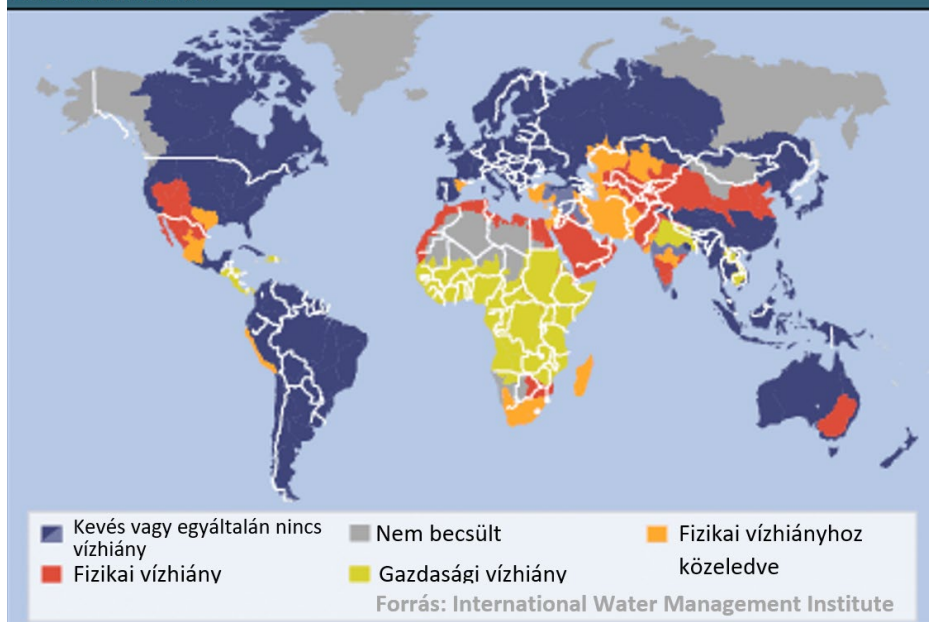 Kevés vagy egyáltalán nincs
vízhiány
Nem becsült
Fizikai vízhiányhoz
közeledve
Fizikai vízhiány
Gazdasági vízhiány
Forrás: International Water Management Institute